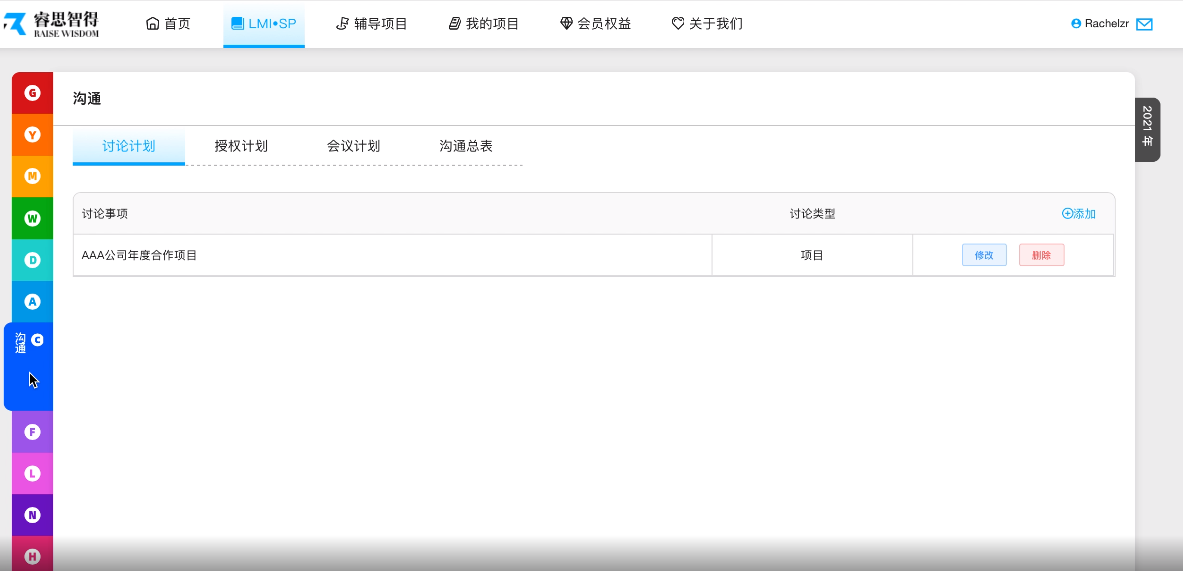 睿思智得
RAISE WISDOM
首页
LMI•SP
辅导项目
我的项目
会员权益
关于我们
Rachelzr
G
Y
M
W
D
A
沟通
C
F
L
N
H
沟通
2021 年
讨论计划
授权计划
会议计划
沟通总表
讨论事项
讨论类型
添加
AAA公司年度合作项目
项目
修改
删除